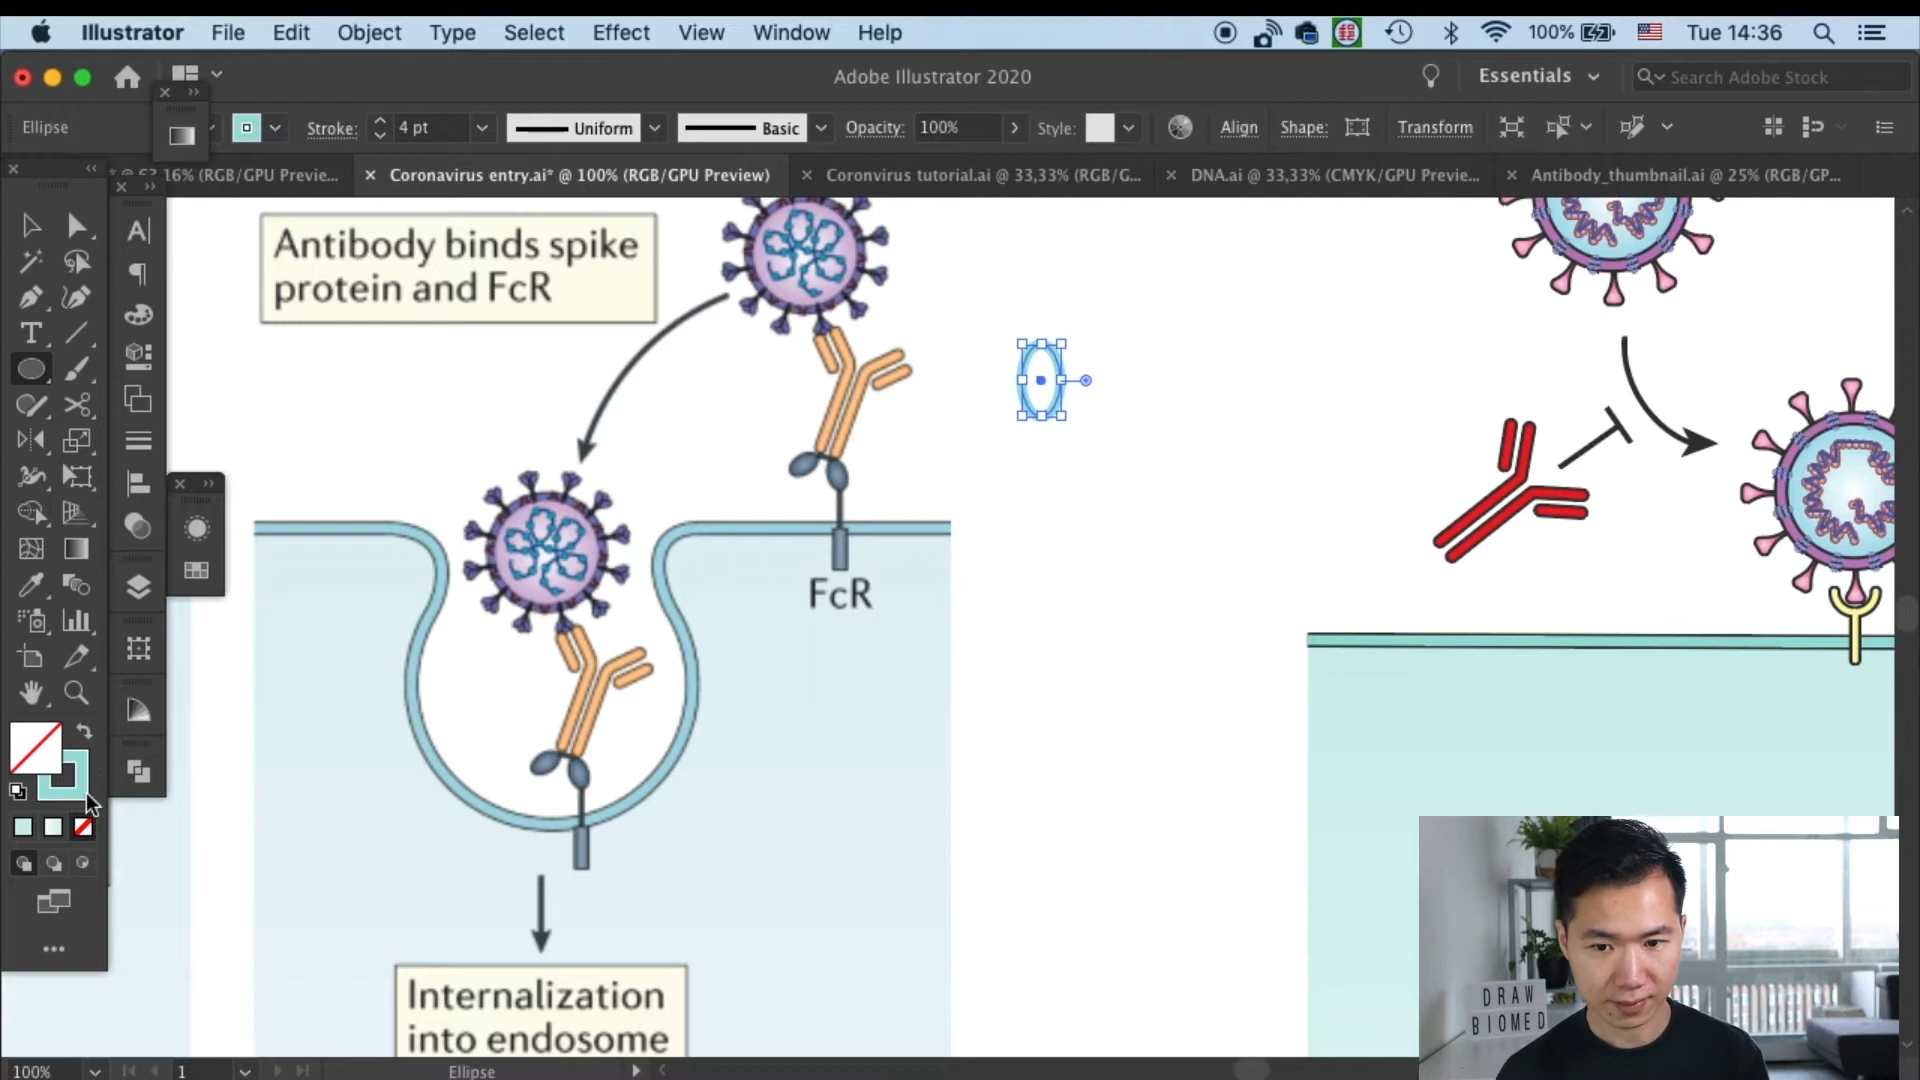 Illustrator File Edit Object Type Select Effect View Window Help 100% Tue 14:36
Adobe Illustrator 2020 Essentials Search Adobe Stock
Ellipse Stroke: 4 pt Uniform Basic Opacity: 100% Style: Align Shape: Transform
16% (RGB/GPU Previe... × Coronavirus entry.ai* @ 100% (RGB/GPU Preview) × Coronvirus tutorial.ai @ 33,33% (RGB/G... × DNA.ai @ 33,33% (CMYK/GPU Previe... × Antibody_thumbnail.ai @ 25% (RGB/GP...
Antibody binds spike
protein and FcR
FcR
Internalization
into endosome
DRAW
BIOMED
100% 1 Ellipse